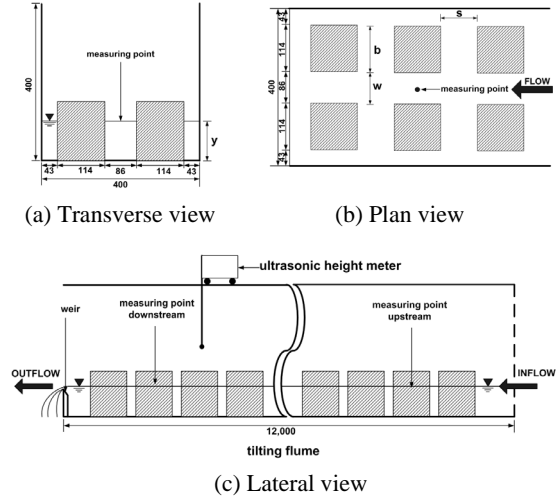 measuring point
400
y
43
114
86
114
43
400
(a) Transverse view
43
114
86
114
43
400
s
b
w
measuring point
FLOW
(b) Plan view
ultrasonic height meter
weir
measuring point
downstream
measuring point
upstream
OUTFLOW
INFLOW
12,000
tilting flume
(c) Lateral view